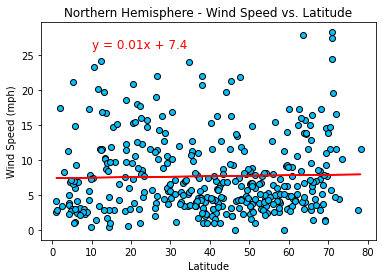 Northern Hemisphere - Wind Speed vs. Latitude
y = 0.01x + 7.4
Wind Speed (mph)
25
20
15
10
5
0
0 10 20 30 40 50 60 70 80
Latitude